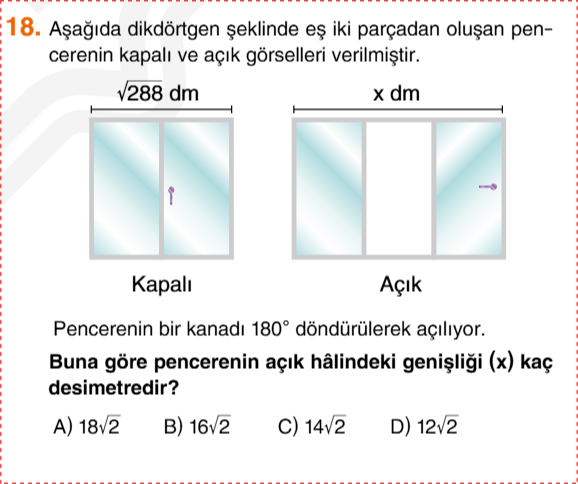 18. Aşağıda dikdörtgen şeklinde eş iki parçadan oluşan pen-
cerenin kapalı ve açık görselleri verilmiştir.
√288 dm
x dm
Kapalı
Açık
Pencerenin bir kanadı 180° döndürülerek açılıyor.
Buna göre pencerenin açık hâlindeki genişliği (x) kaç
desimetredir?
A) 18√2 B) 16√2 C) 14√2 D) 12√2